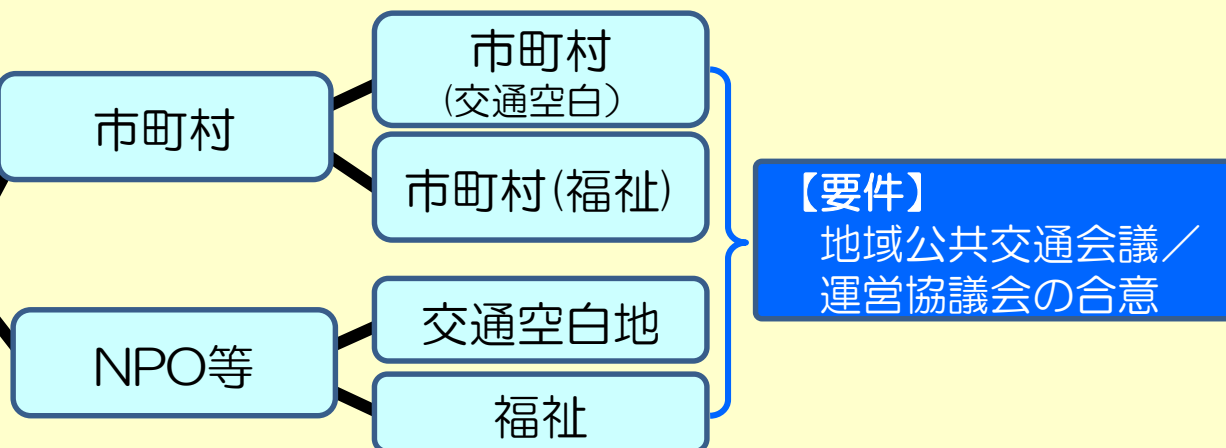 市町村
市町村
(交通空白）
市町村(福祉)
NPO等
交通空白地
福祉
【要件】
地域公共交通会議／
運営協議会の合意